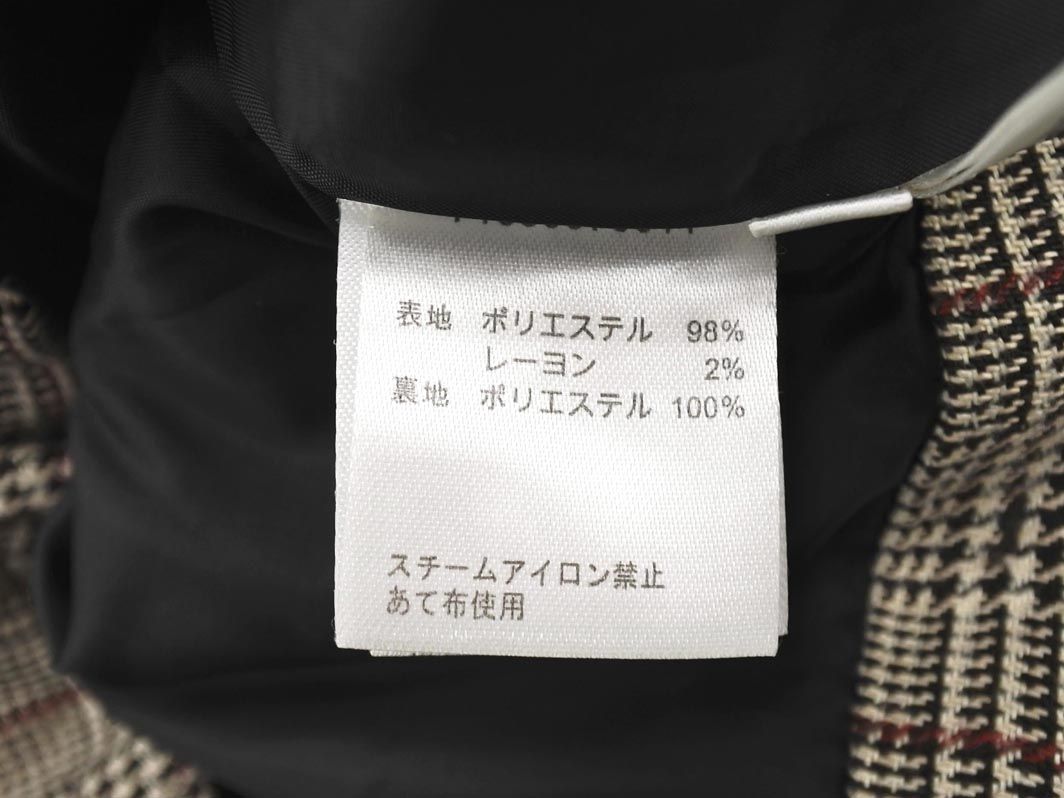 表地 ポリエステル 98%
レーヨン 2%
裏地 ポリエステル 100%
スチームアイロン禁止
あて布使用